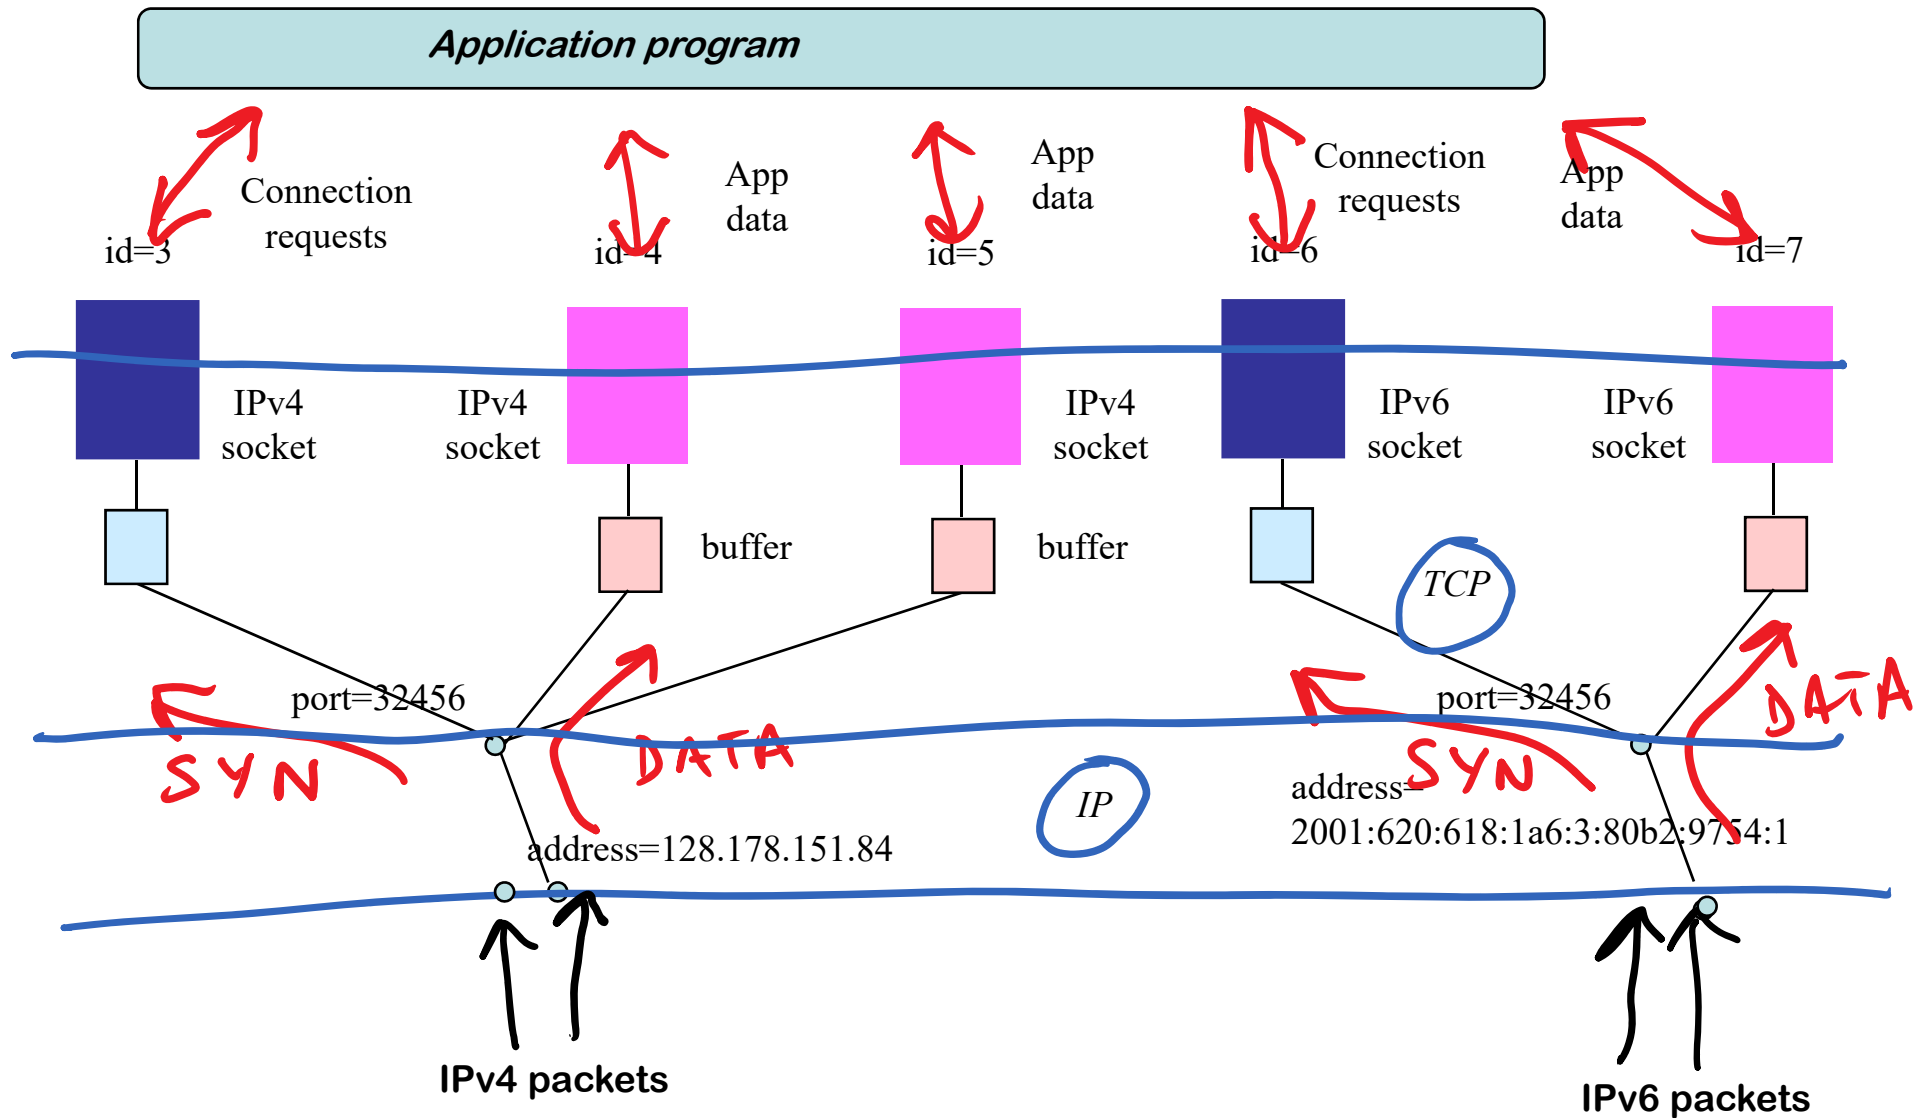 Application program
Connection
requests
App
data
App
data
Connection
requests
App
data
id=3
id=4
id=5
id=6
id=7
IPv4
socket
IPv4
socket
IPv4
socket
IPv6
socket
IPv6
socket
buffer
buffer
TCP
port=32456
port=32456
DATA
SYN
DATA
SYN
IP
address=
2001:620:618:1a6:3:80b2:9754:1
address=128.178.151.84
IPv4 packets
IPv6 packets